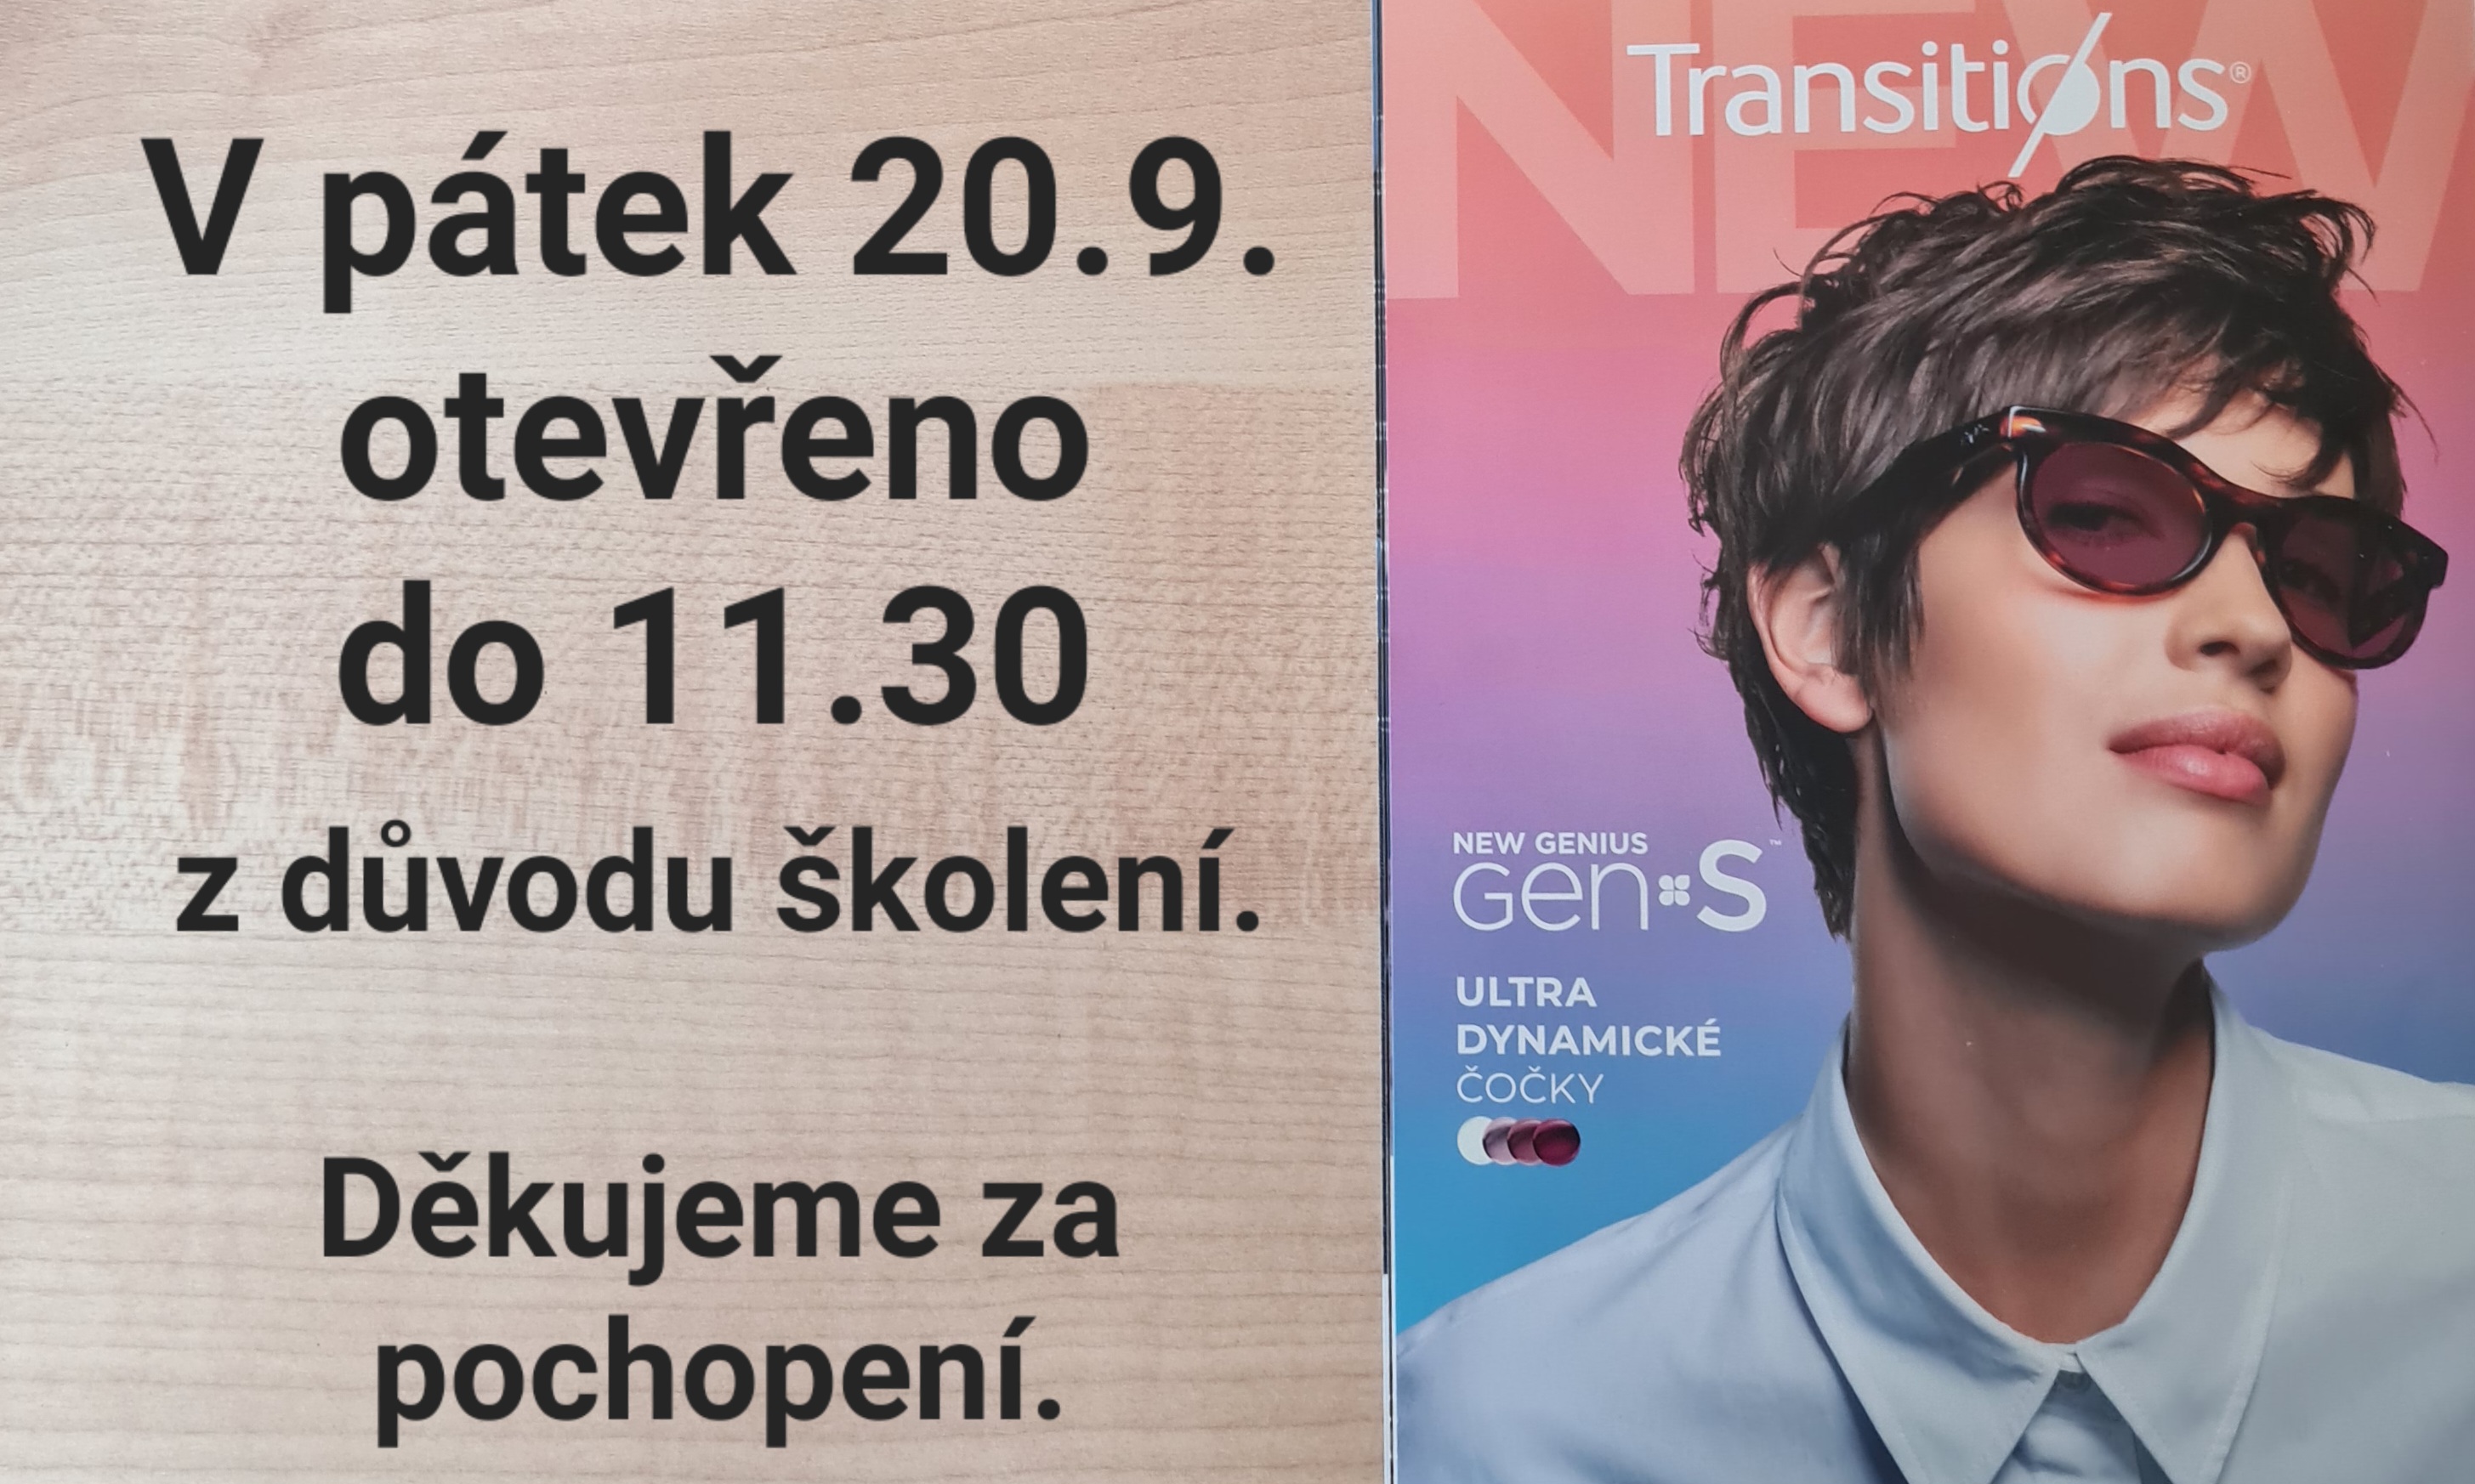 V pátek 20.9.
otevřeno
do 11.30
z důvodu školení.
Děkujeme za
pochopení.
NEW
Transitions®
NEW GENIUS
Gen S™
ULTRA
DYNAMICKÉ
ČOČKY